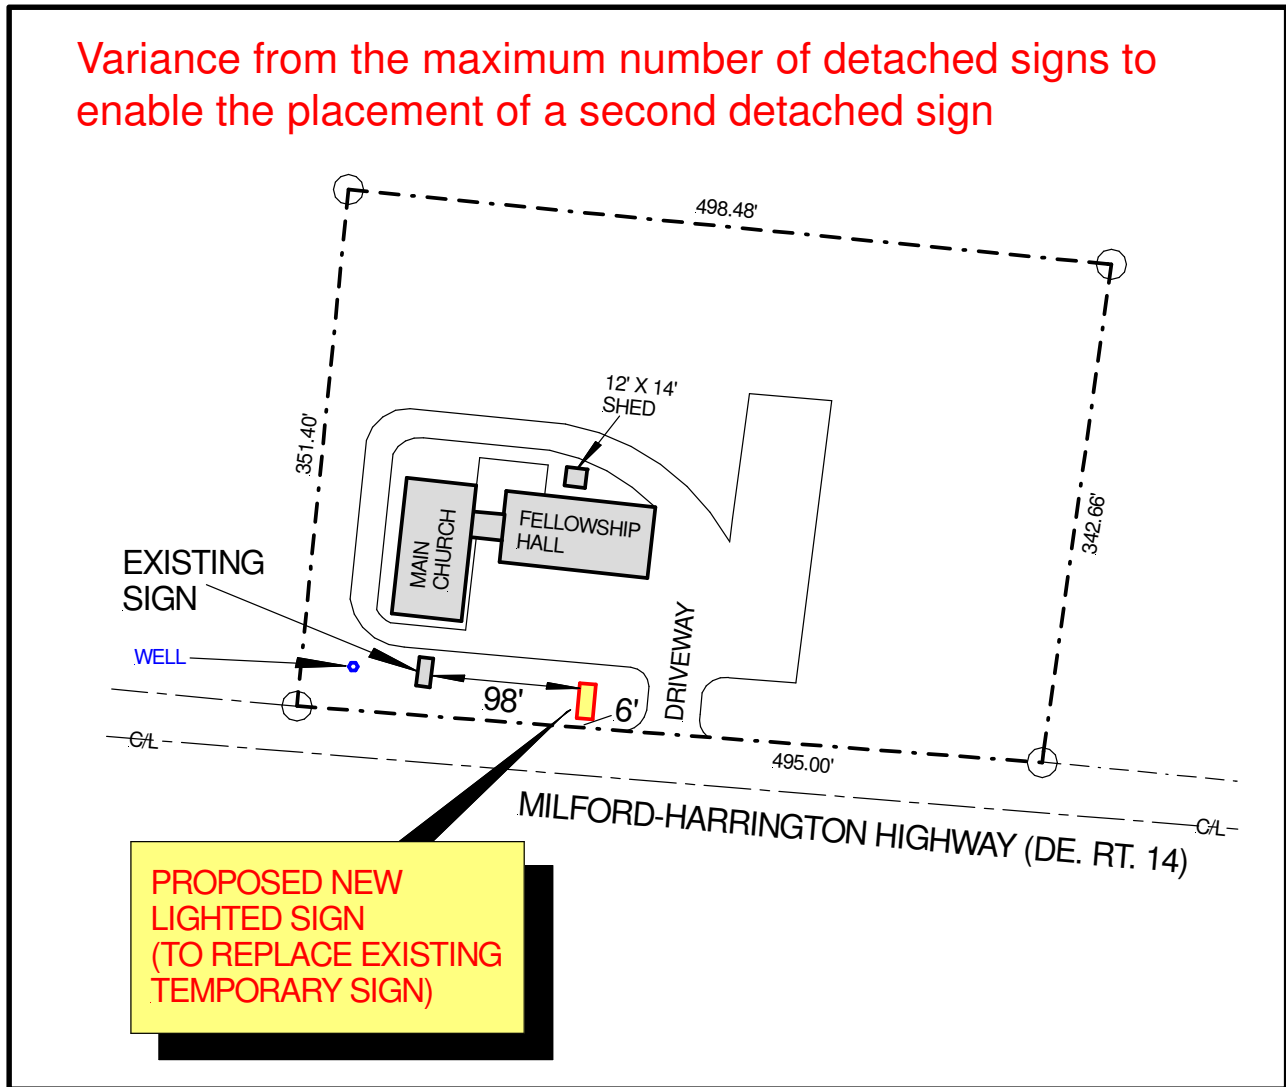 Variance from the maximum number of detached signs to
enable the placement of a second detached sign
498.48'
12' X 14'
SHED
351.40'
342.66'
FELLOWSHIP
HALL
MAIN
CHURCH
EXISTING
SIGN
WELL
DRIVEWAY
98'
6'
C/L
495.00'
MILFORD-HARRINGTON HIGHWAY (DE. RT. 14)
C/L
PROPOSED NEW
LIGHTED SIGN
(TO REPLACE EXISTING
TEMPORARY SIGN)